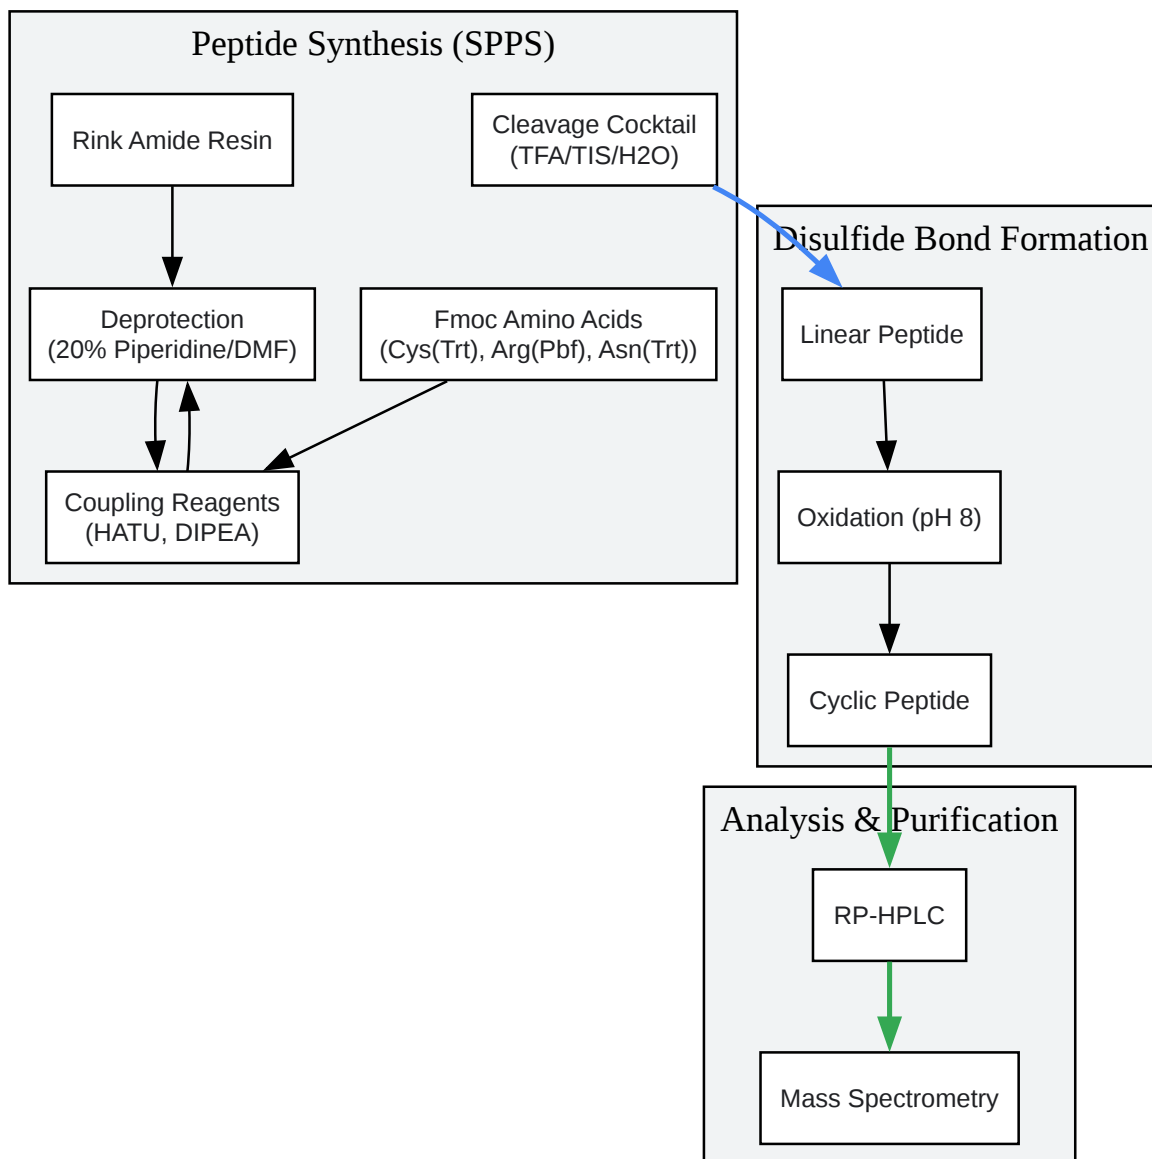 Peptide Synthesis (SPPS)
Rink Amide Resin
Cleavage Cocktail
(TFA/TIS/H2O)
Deprotection
(20% Piperidine/DMF)
Fmoc Amino Acids
(Cys(Trt), Arg(Pbf), Asn(Trt))
Coupling Reagents
(HATU, DIPEA)
Disulfide Bond Formation
Linear Peptide
Oxidation (pH 8)
Cyclic Peptide
Analysis & Purification
RP-HPLC
Mass Spectrometry